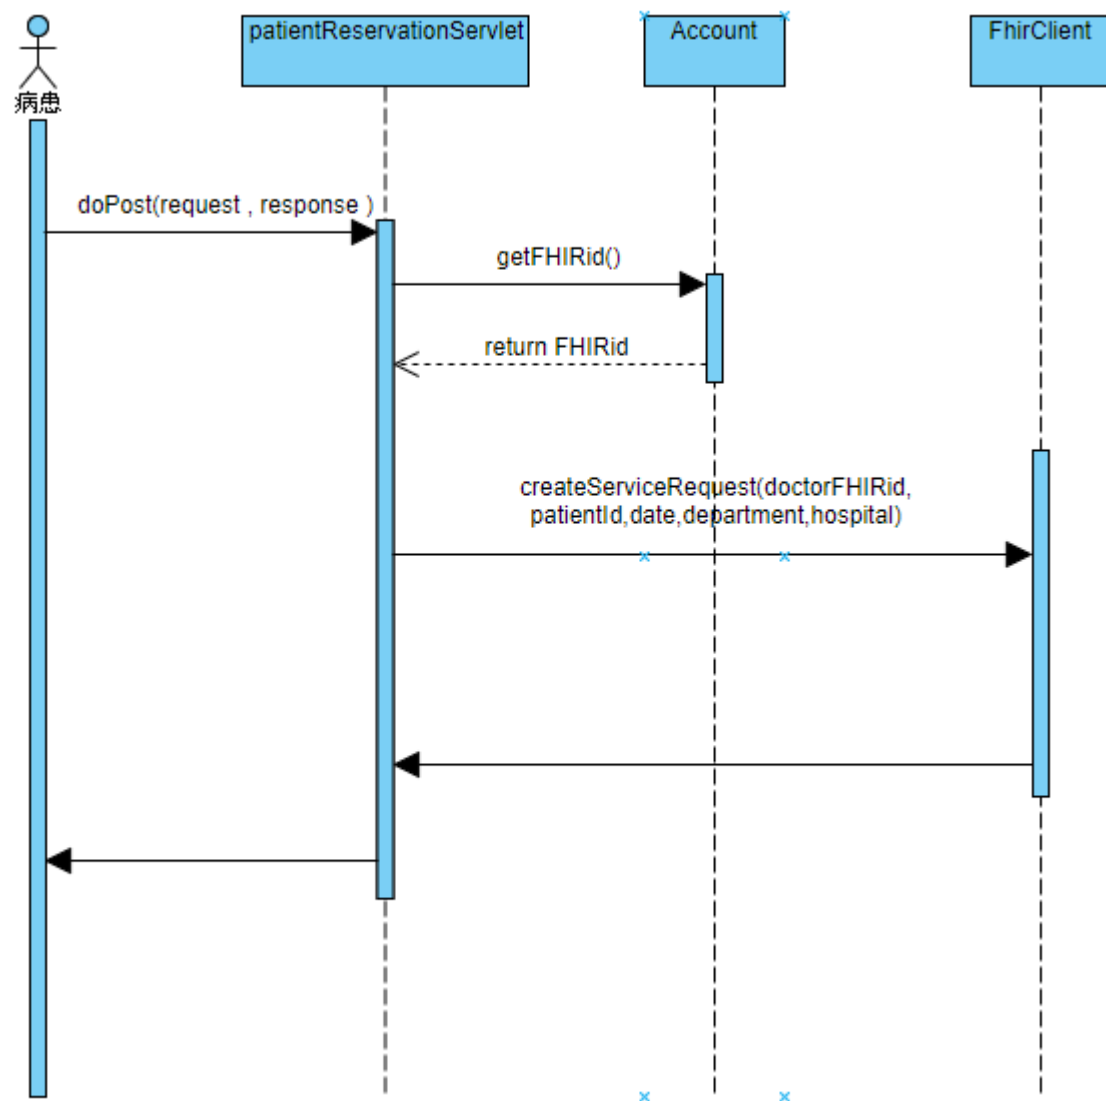 patientReservationServlet
Account
FhirClient
病患
doPost(request , response )
getFHIRid()
return FHIRid
createServiceRequest(doctorFHIRid,
patientId,date,department,hospital)